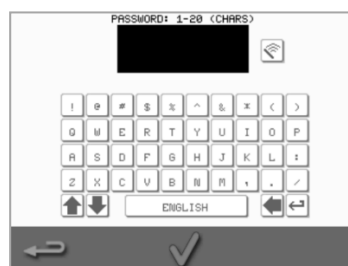 PASSWORD: 1-20 (CHARS)
! @ # $ % ^ & * ( )
Q W E R T Y U I O P
A S D F G H J K L :
Z X C V B N M , . /
ENGLISH